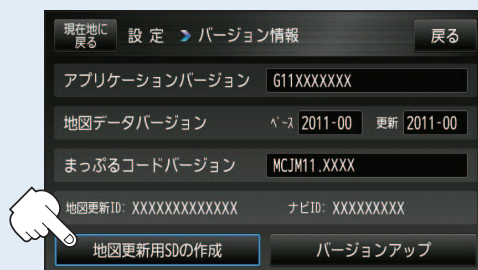 現在地に
戻る
設 定 > バージョン情報
戻る
アプリケーションバージョン G11XXXXXXX
地図データバージョン ベース 2011-00 更新 2011-00
まっぷるコードバージョン MCJM11.XXXX
地図更新ID: XXXXXXXXXXXXX ナビID: XXXXXXXXX
地図更新用SDの作成 バージョンアップ